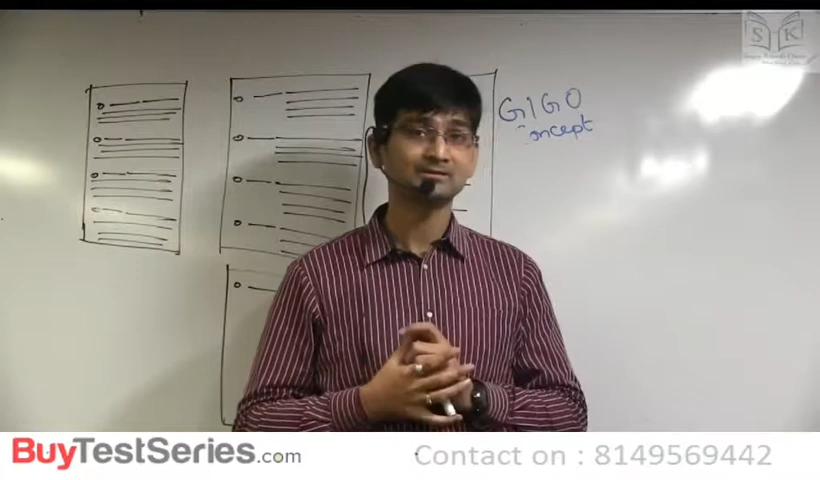 S K
GIGO
concept
BuyTestSeries.com
Contact on : 8149569442